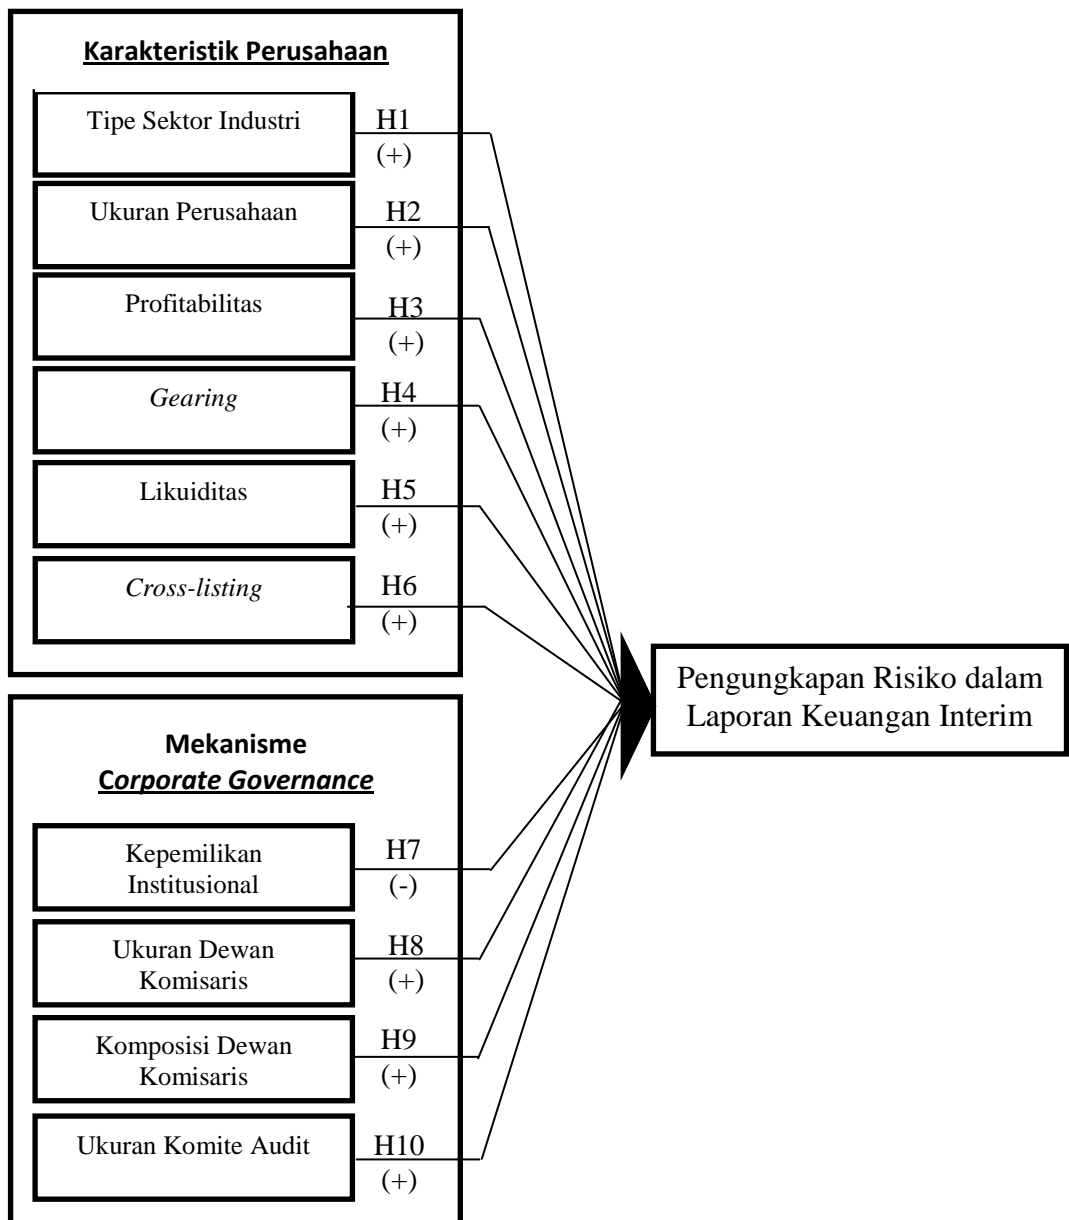 Karakteristik Perusahaan
Tipe Sektor Industri
H1
(+)
Ukuran Perusahaan
H2
(+)
Profitabilitas
H3
(+)
Gearing
H4
(+)
Likuiditas
H5
(+)
Cross-listing
H6
(+)
Pengungkapan Risiko dalam
Laporan Keuangan Interim
Mekanisme
Corporate Governance
Kepemilikan
Institusional
H7
(-)
Ukuran Dewan
Komisaris
H8
(+)
Komposisi Dewan
Komisaris
H9
(+)
Ukuran Komite Audit
H10
(+)